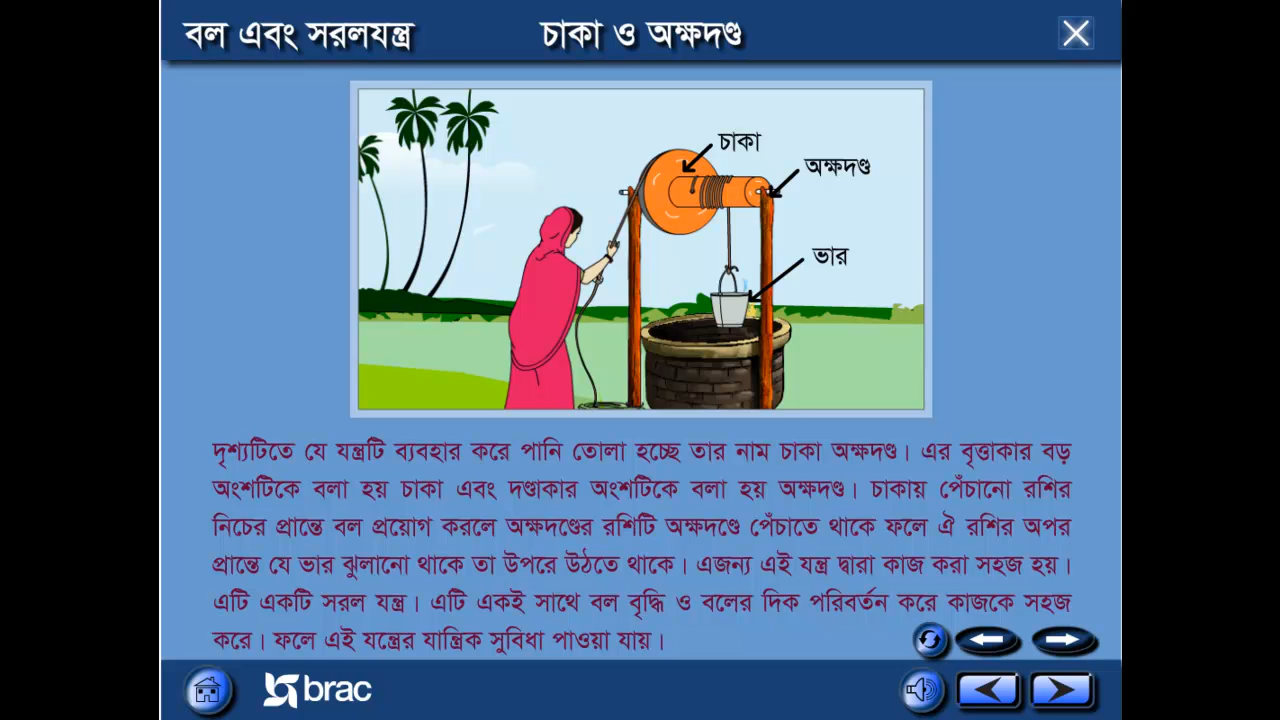 বল এবং সরলযন্ত্র
চাকা ও অক্ষদণ্ড
চাকা
অক্ষদণ্ড
ভার
দৃশ্যটিতে যে যন্ত্রটি ব্যবহার করে পানি তোলা হচ্ছে তার নাম চাকা অক্ষদণ্ড। এর বৃত্তাকার বড়
অংশটিকে বলা হয় চাকা এবং দণ্ডাকার অংশটিকে বলা হয় অক্ষদণ্ড। চাকায় পেঁচানো রশির
নিচের প্রান্তে বল প্রয়োগ করলে অক্ষদণ্ডের রশিটি অক্ষদণ্ডে পেঁচাতে থাকে ফলে ঐ রশির অপর
প্রান্তে যে ভার ঝুলানো থাকে তা উপরে উঠতে থাকে। এজন্য এই যন্ত্র দ্বারা কাজ করা সহজ হয়।
এটি একটি সরল যন্ত্র। এটি একই সাথে বল বৃদ্ধি ও বলের দিক পরিবর্তন করে কাজকে সহজ
করে। ফলে এই যন্ত্রের যান্ত্রিক সুবিধা পাওয়া যায়।
brac